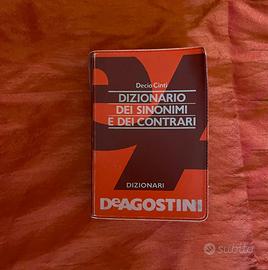 Decio Cinti
DIZIONARIO
DEI SINONIMI
E DEI CONTRARI
DIZIONARI
DeAGOSTINI
subito